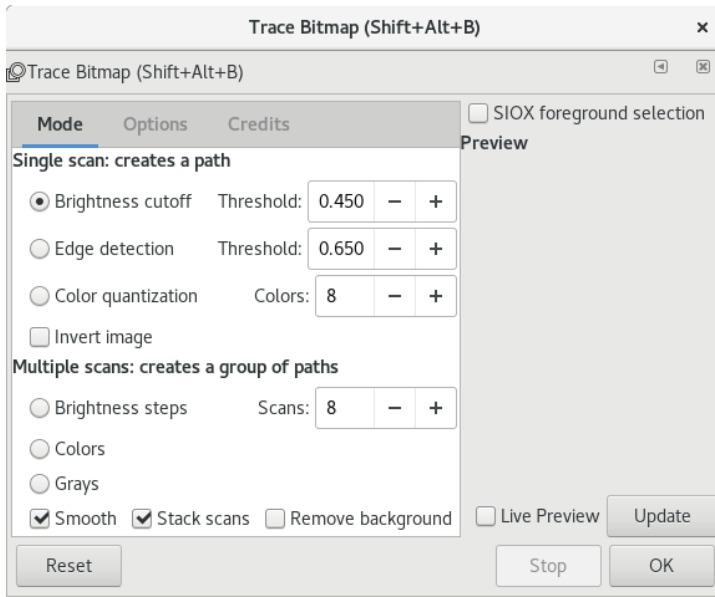 Trace Bitmap (Shift+Alt+B)
Trace Bitmap (Shift+Alt+B)
Mode Options Credits
SIOX foreground selection
Preview
Single scan: creates a path
Brightness cutoff Threshold: 0.450 − +
Edge detection Threshold: 0.650 − +
Color quantization Colors: 8 − +
Invert image
Multiple scans: creates a group of paths
Brightness steps Scans: 8 − +
Colors
Grays
Smooth Stack scans Remove background
Live Preview Update
Reset Stop OK